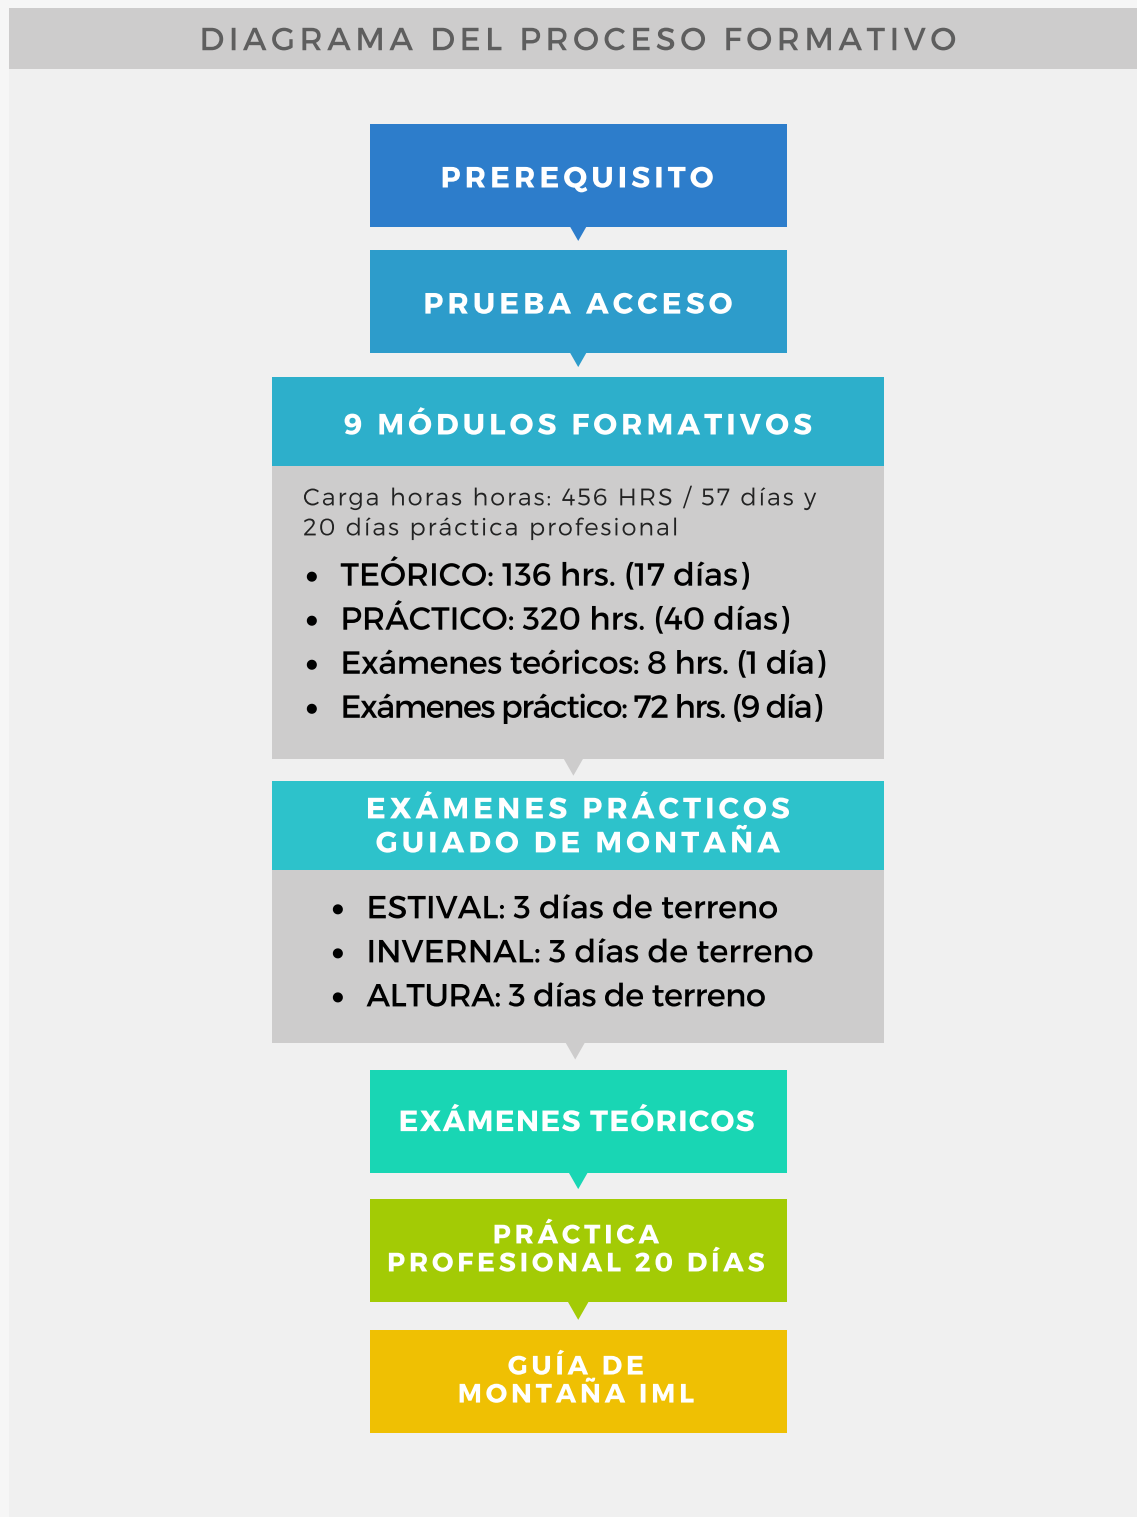 DIAGRAMA DEL PROCESO FORMATIVO
PREREQUISITO
PRUEBA ACCESO
9 MÓDULOS FORMATIVOS
Carga horas horas: 456 HRS / 57 días y
20 días práctica profesional
• TEÓRICO: 136 hrs. (17 días)
• PRÁCTICO: 320 hrs. (40 días)
• Exámenes teóricos: 8 hrs. (1 día)
• Exámenes práctico: 72 hrs. (9 día)
EXÁMENES PRÁCTICOS
GUIADO DE MONTAÑA
• ESTIVAL: 3 días de terreno
• INVERNAL: 3 días de terreno
• ALTURA: 3 días de terreno
EXÁMENES TEÓRICOS
PRÁCTICA
PROFESIONAL 20 DÍAS
GUÍA DE
MONTAÑA IML